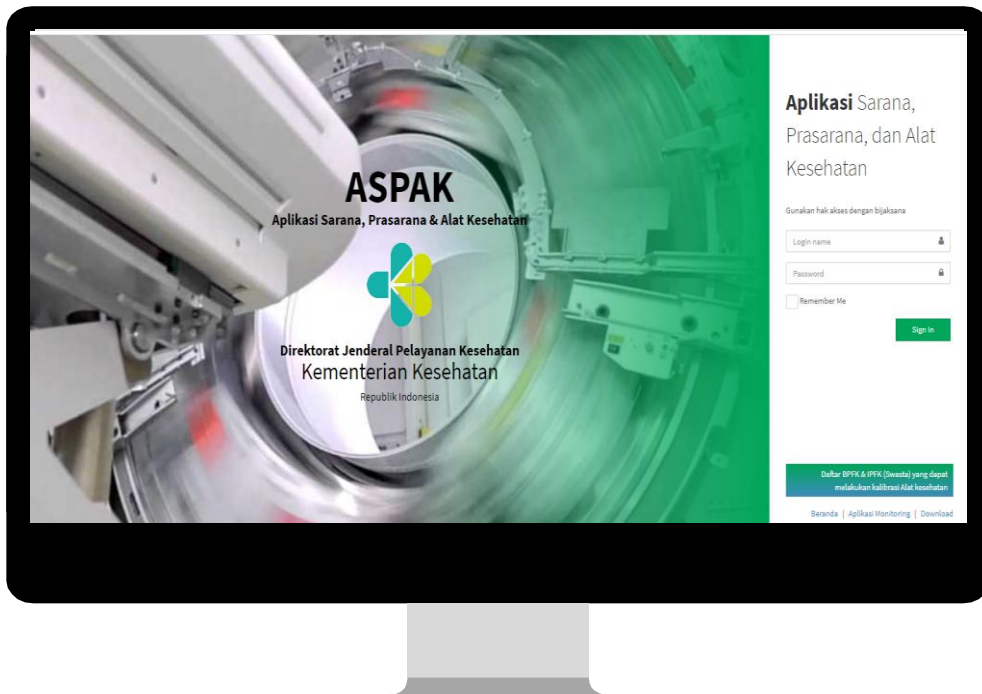 ASPAK
Aplikasi Sarana, Prasarana & Alat Kesehatan
Direktorat Jenderal Pelayanan Kesehatan
Kementerian Kesehatan
Republik Indonesia
Aplikasi Sarana,
Prasarana, dan Alat
Kesehatan
Gunakan hak akses dengan bijaksana
Login name
Password
Remember Me
Sign In
Daftar BPFK & IPFK (Swasta) yang dapat
melakukan kalibrasi Alat kesehatan
Beranda | Aplikasi Monitoring | Download